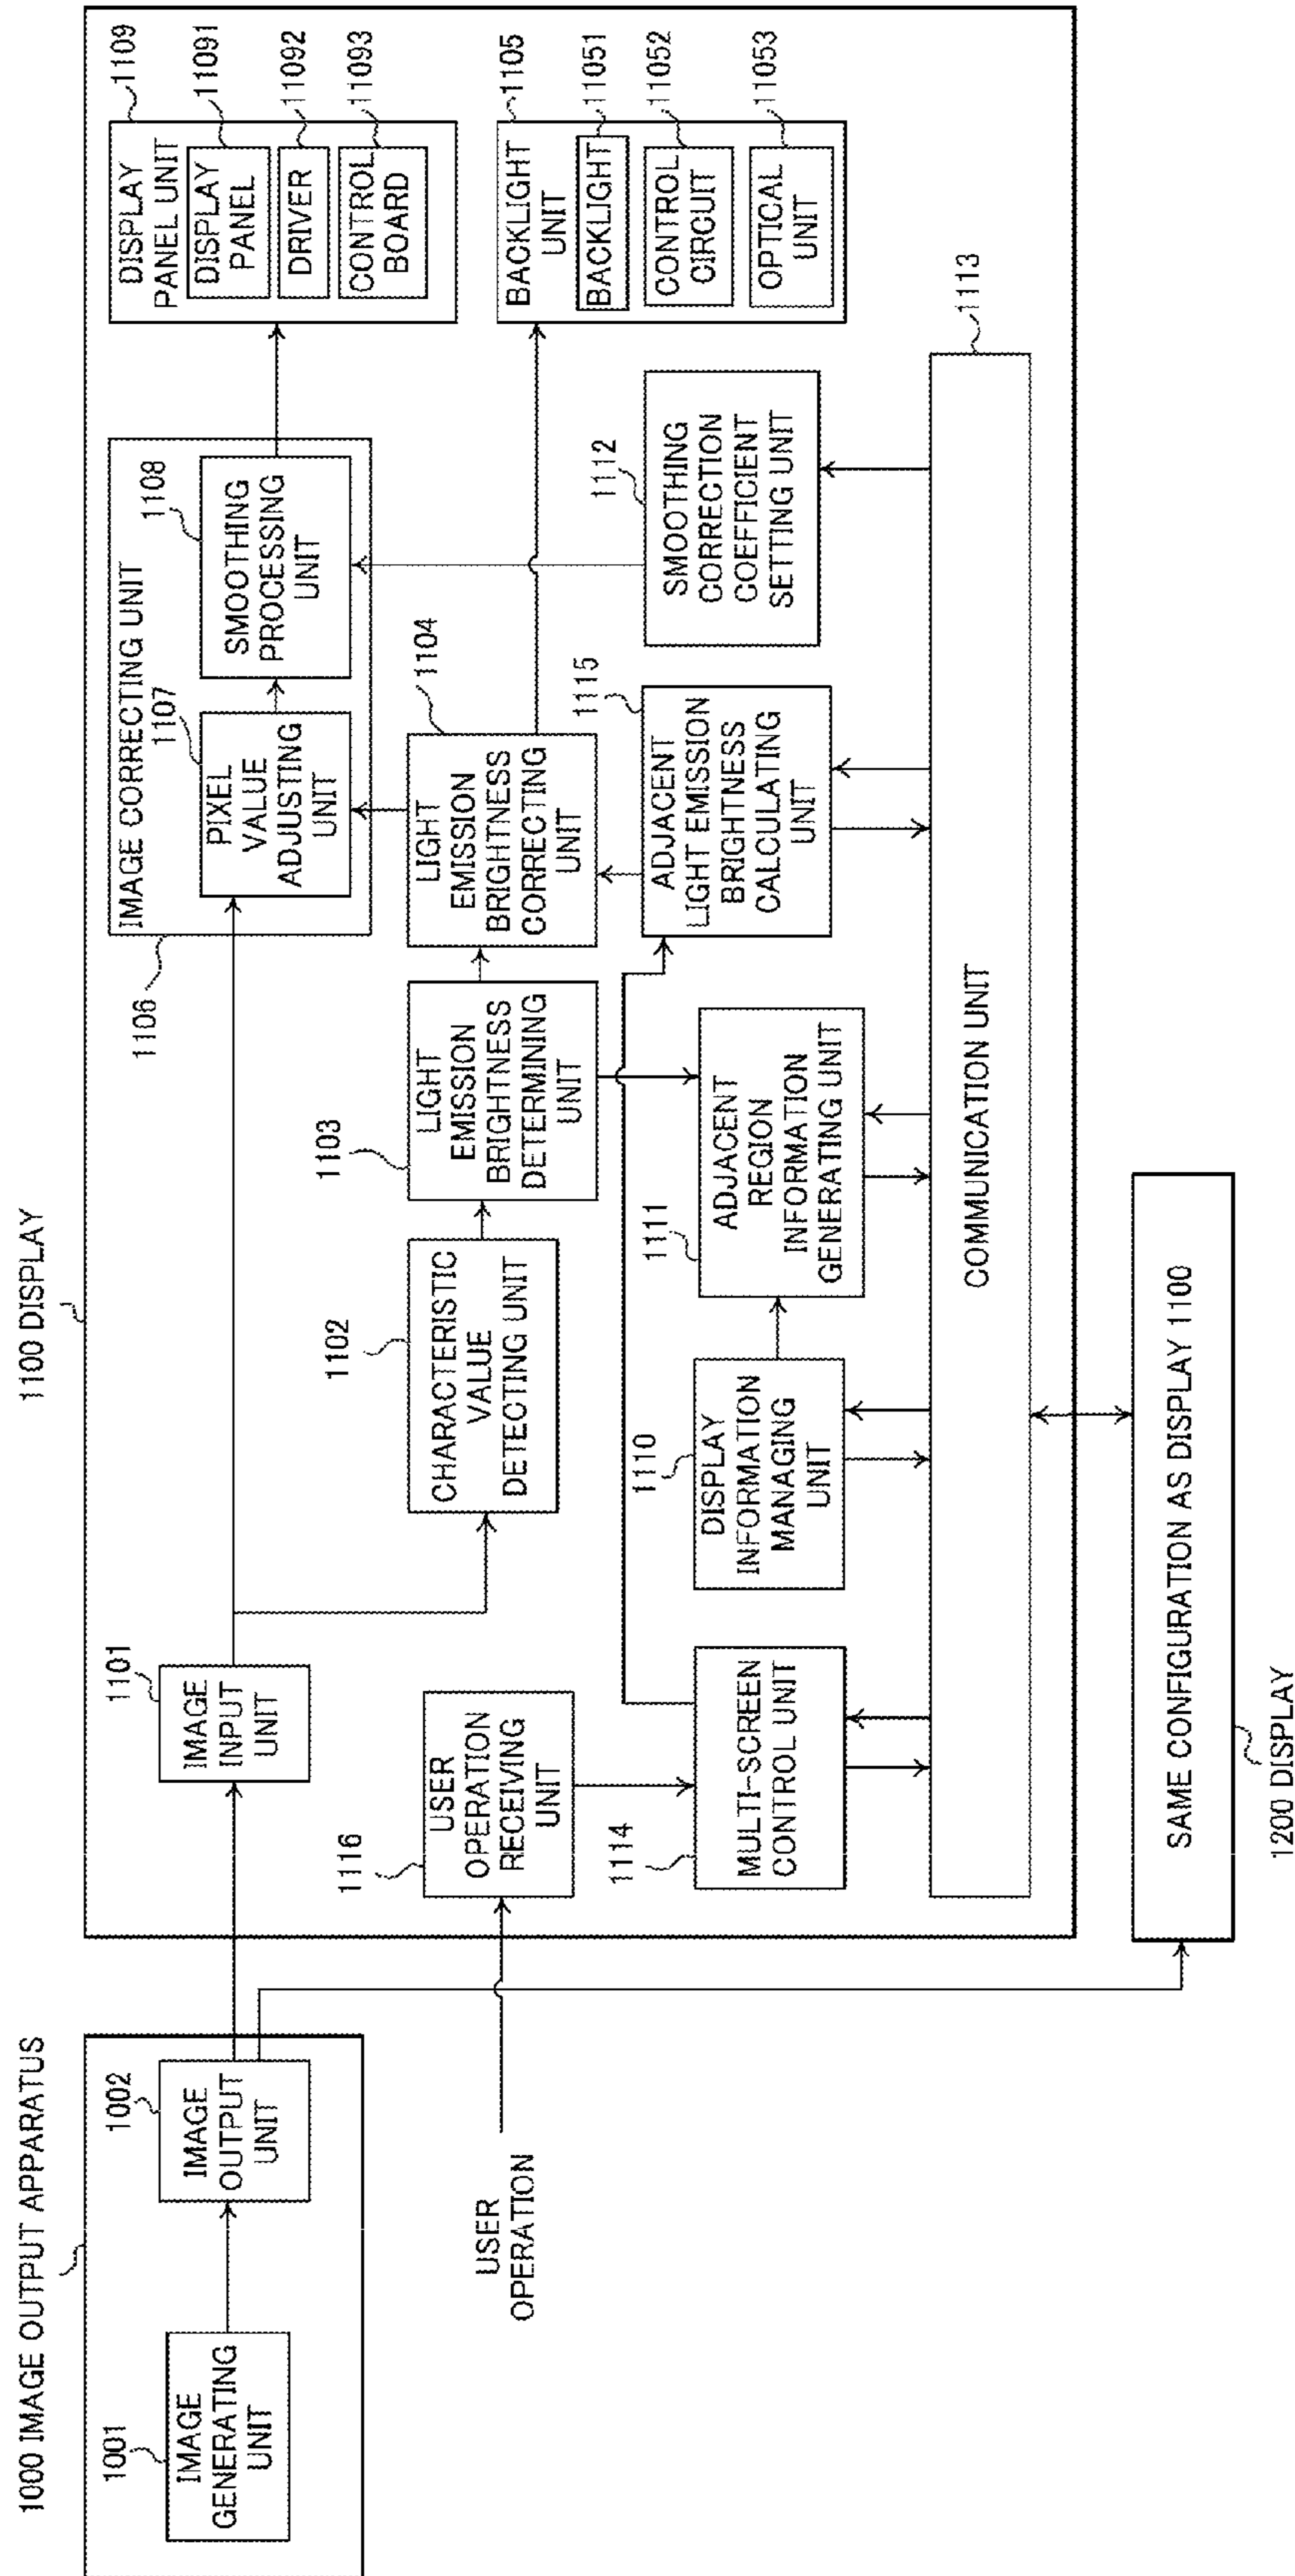 1000 IMAGE OUTPUT APPARATUS
1001
IMAGE
GENERATING
UNIT
1002
IMAGE
OUTPUT
UNIT
USER
OPERATION
1100 DISPLAY
1101
IMAGE
INPUT
UNIT
1116
USER
OPERATION
RECEIVING
UNIT
1114
MULTI-SCREEN
CONTROL UNIT
1102
CHARACTERISTIC
VALUE
DETECTING UNIT
1110
DISPLAY
INFORMATION
MANAGING
UNIT
1103
LIGHT
EMISSION
BRIGHTNESS
DETERMINING
UNIT
1111
ADJACENT
REGION
INFORMATION
GENERATING UNIT
1106
IMAGE CORRECTING UNIT
1107
PIXEL
VALUE
ADJUSTING
UNIT
1108
SMOOTHING
PROCESSING
UNIT
1104
LIGHT
EMISSION
BRIGHTNESS
CORRECTING
UNIT
1115
ADJACENT
LIGHT EMISSION
BRIGHTNESS
CALCULATING
UNIT
1112
SMOOTHING
CORRECTION
COEFFICIENT
SETTING UNIT
DISPLAY
PANEL UNIT
1109
DISPLAY
PANEL
11091
DRIVER
11092
CONTROL
BOARD
11093
BACKLIGHT
UNIT
1105
BACKLIGHT
11051
CONTROL
CIRCUIT
11052
OPTICAL
UNIT
11053
COMMUNICATION UNIT
1113
SAME CONFIGURATION AS DISPLAY 1100
1200 DISPLAY